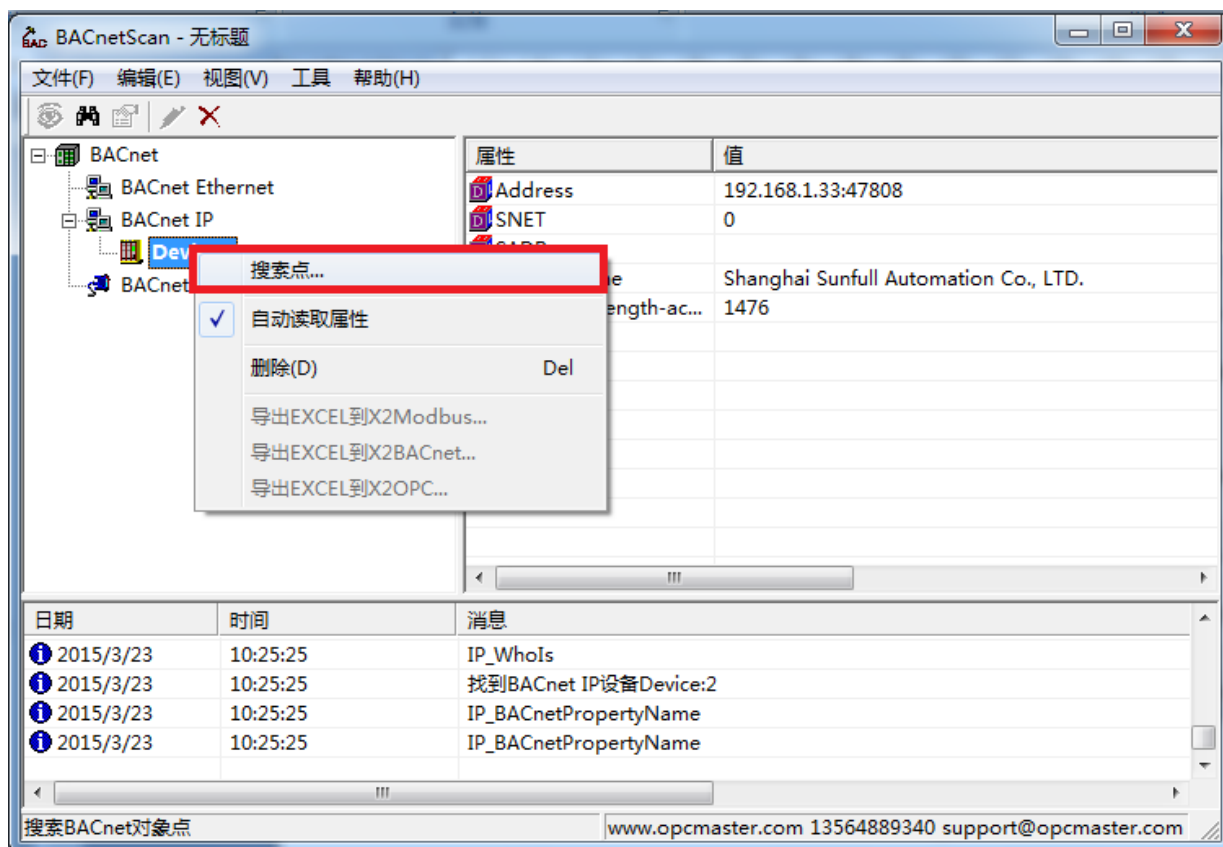 BACnetScan - 无标题
文件(F) 编辑(E) 视图(V) 工具 帮助(H)
BACnet
BACnet Ethernet
BACnet IP
BACnet
搜索点...
自动读取属性
删除(D) Del
导出EXCEL到X2Modbus...
导出EXCEL到X2BACnet...
导出EXCEL到X2OPC...
属性 值
Address 192.168.1.33:47808
SNET 0
Shanghai Sunfull Automation Co., LTD.
ength-ac... 1476
日期 时间 消息
2015/3/23 10:25:25 IP_WhoIs
2015/3/23 10:25:25 找到BACnet IP设备Device:2
2015/3/23 10:25:25 IP_BACnetPropertyName
2015/3/23 10:25:25 IP_BACnetPropertyName
搜索BACnet对象点 www.opcmaster.com 13564889340 support@opcmaster.com